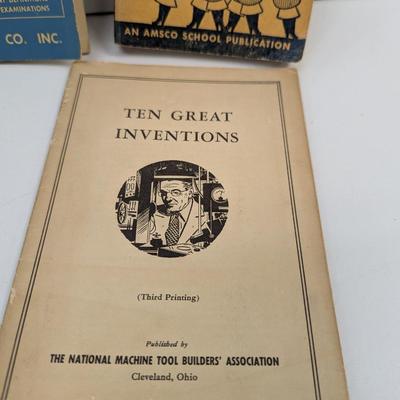 EXAMINATIONS
CO. INC.
AN AMSCO SCHOOL PUBLICATION
TEN GREAT
INVENTIONS
(Third Printing)
Published by
THE NATIONAL MACHINE TOOL BUILDERS' ASSOCIATION
Cleveland, Ohio